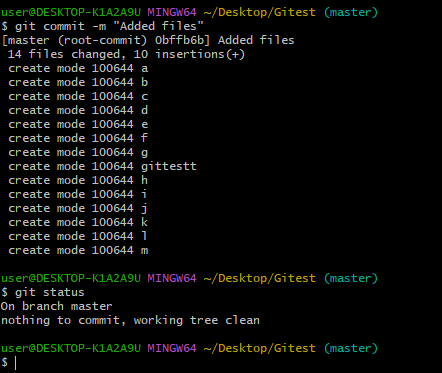 user@DESKTOP-K1A2A9U MINGW64 ~/Desktop/Gitest (master)
$ git commit -m "Added files"
[master (root-commit) 0bffb6b] Added files
 14 files changed, 10 insertions(+)
 create mode 100644 a
 create mode 100644 b
 create mode 100644 c
 create mode 100644 d
 create mode 100644 e
 create mode 100644 f
 create mode 100644 g
 create mode 100644 gittestt
 create mode 100644 h
 create mode 100644 i
 create mode 100644 j
 create mode 100644 k
 create mode 100644 l
 create mode 100644 m
user@DESKTOP-K1A2A9U MINGW64 ~/Desktop/Gitest (master)
$ git status
On branch master
nothing to commit, working tree clean
user@DESKTOP-K1A2A9U MINGW64 ~/Desktop/Gitest (master)
$